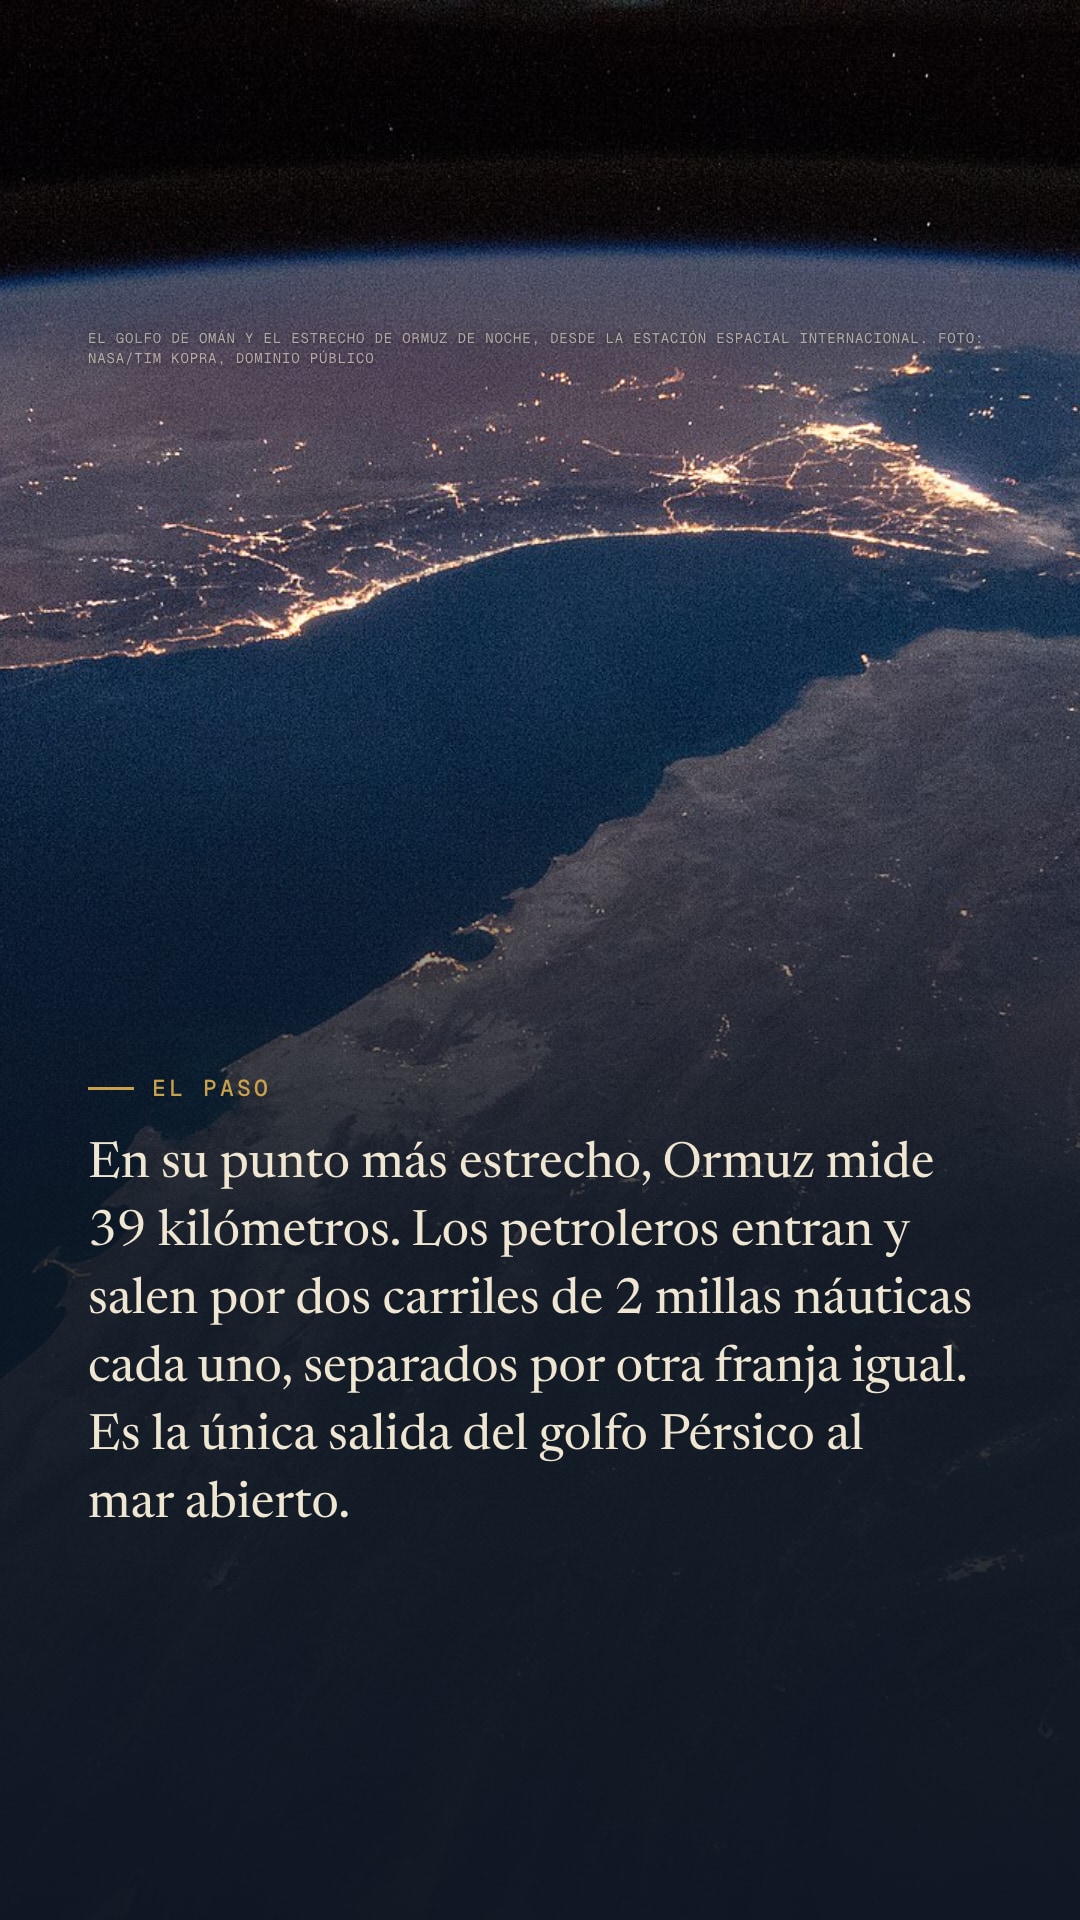 EL GOLFO DE OMÁN Y EL ESTRECHO DE ORMUZ DE NOCHE, DESDE LA ESTACIÓN ESPACIAL INTERNACIONAL. FOTO:
NASA/TIM KOPRA, DOMINIO PÚBLICO
EL PASO
En su punto más estrecho, Ormuz mide
39 kilómetros. Los petroleros entran y
salen por dos carriles de 2 millas náuticas
cada uno, separados por otra franja igual.
Es la única salida del golfo Pérsico al
mar abierto.